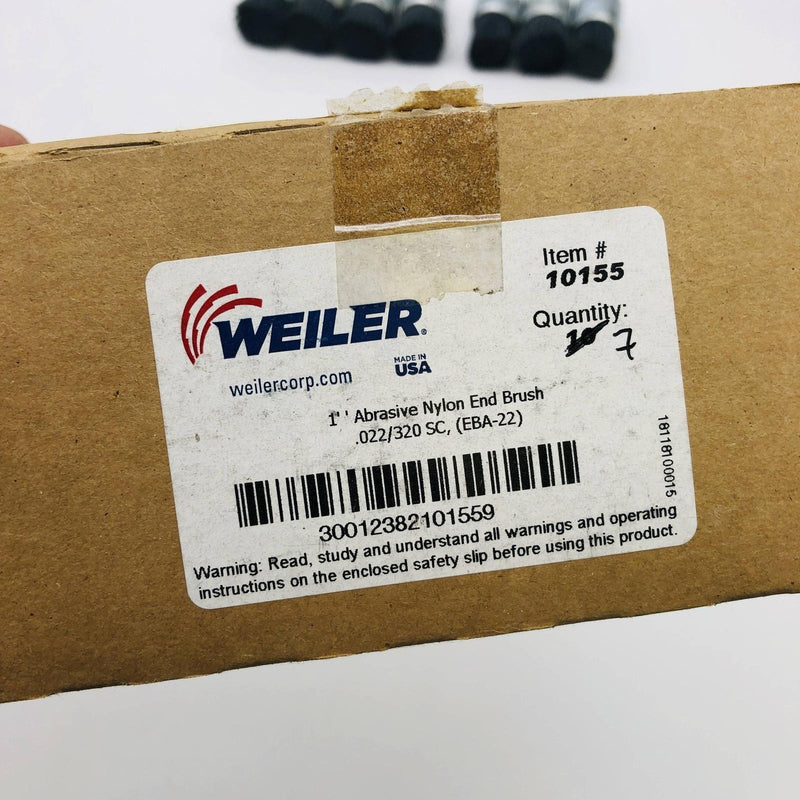 WEILER®
weilercorp.com
MADE IN
USA
Item #
10155
Quantity:
10 7
1'' Abrasive Nylon End Brush
.022/320 SC, (EBA-22)
30012382101559
18118100015
Warning: Read, study and understand all warnings and operating
instructions on the enclosed safety slip before using this product.